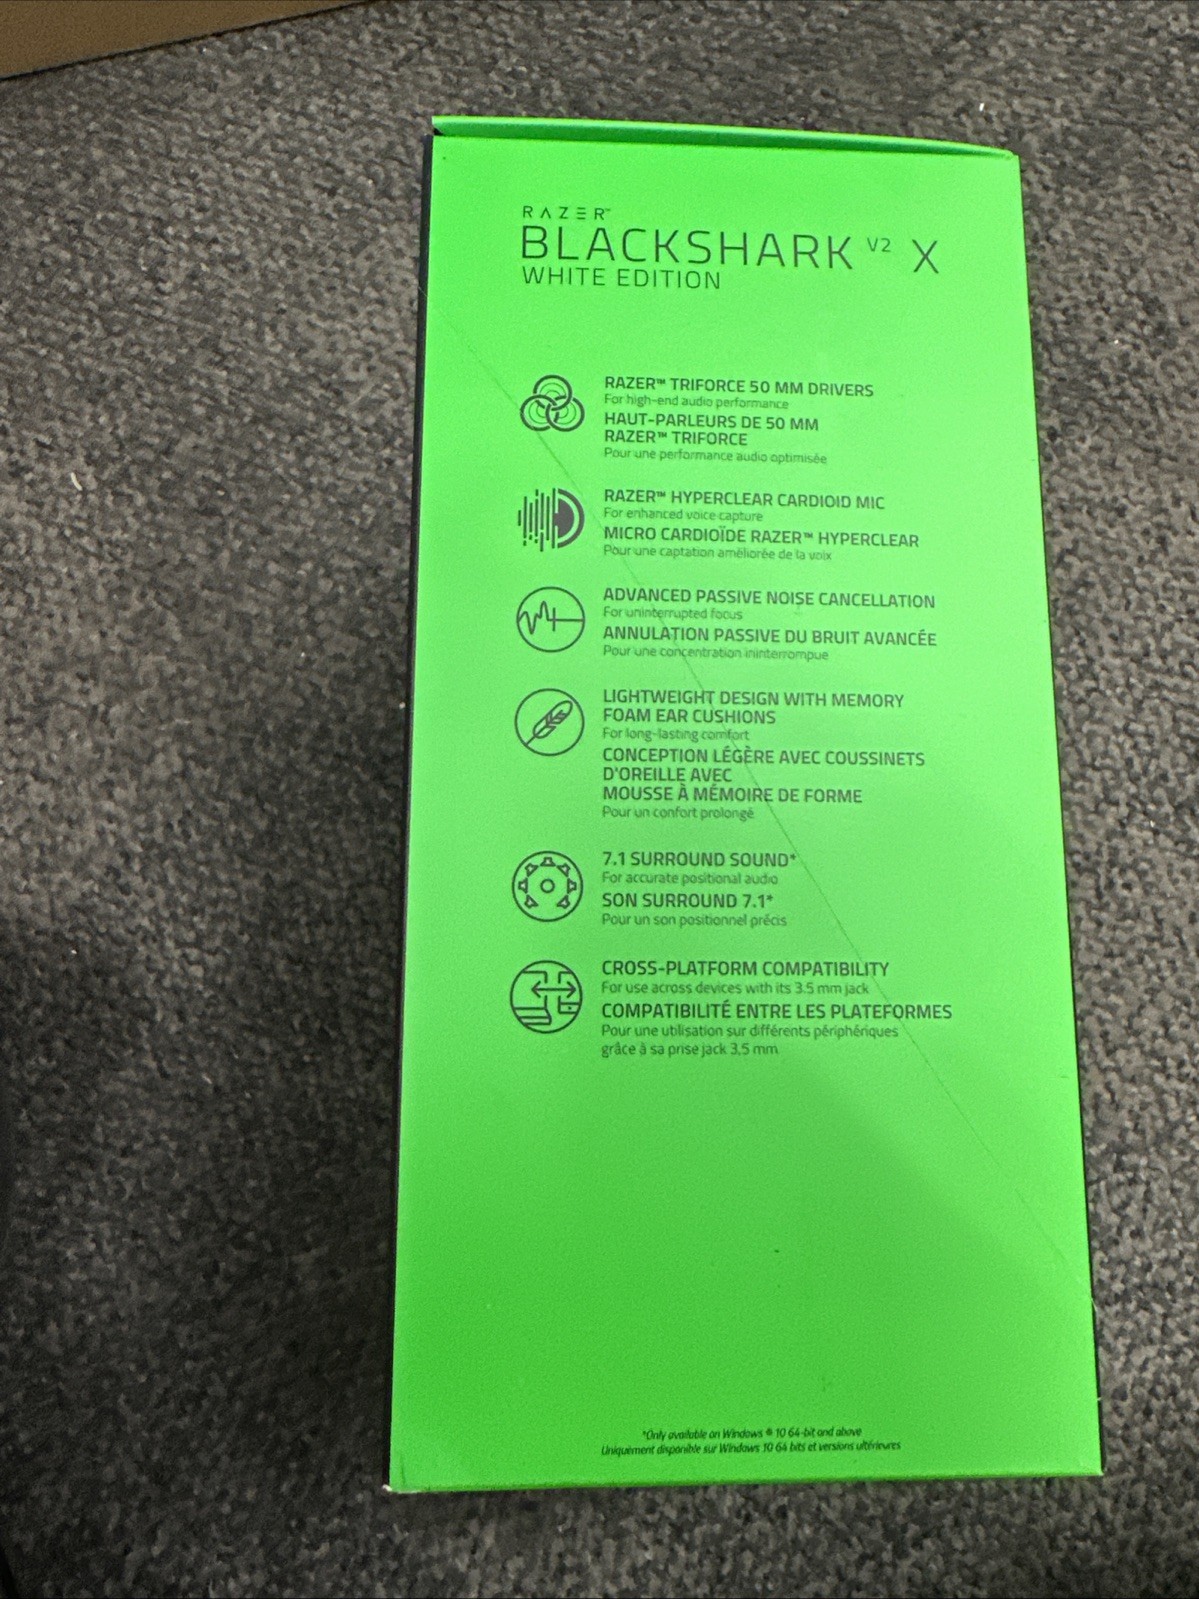 RAZER™
BLACKSHARK V2 X
WHITE EDITION
RAZER™ TRIFORCE 50 MM DRIVERS
For high-end audio performance
HAUT-PARLEURS DE 50 MM
RAZER™ TRIFORCE
Pour une performance audio optimisée
RAZER™ HYPERCLEAR CARDIOID MIC
For enhanced voice capture
MICRO CARDIOÏDE RAZER™ HYPERCLEAR
Pour une captation améliorée de la voix
ADVANCED PASSIVE NOISE CANCELLATION
For uninterrupted focus
ANNULATION PASSIVE DU BRUIT AVANCÉE
Pour une concentration ininterrompue
LIGHTWEIGHT DESIGN WITH MEMORY
FOAM EAR CUSHIONS
For long-lasting comfort
CONCEPTION LÉGÈRE AVEC COUSSINETS
D'OREILLE AVEC
MOUSSE À MÉMOIRE DE FORME
Pour un confort prolongé
7.1 SURROUND SOUND*
For accurate positional audio
SON SURROUND 7.1*
Pour un son positionnel précis
CROSS-PLATFORM COMPATIBILITY
For use across devices with its 3.5 mm jack
COMPATIBILITÉ ENTRE LES PLATEFORMES
Pour une utilisation sur différents périphériques
grâce à sa prise jack 3,5 mm
*Only available on Windows ® 10 64-bit and above
Uniquement disponible sur Windows 10 64 bits et versions ultérieures